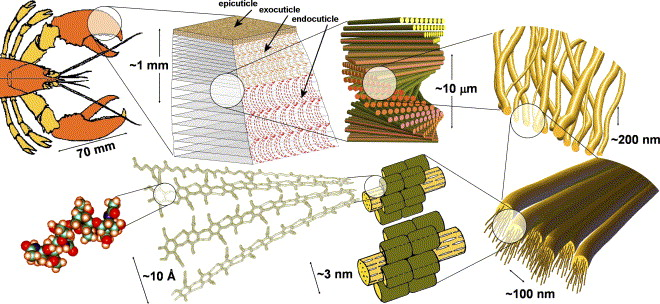 epicuticle
exocuticle
endocuticle
~1 mm
70 mm
~10 µm
~200 nm
~10 Å
~3 nm
~100 nm